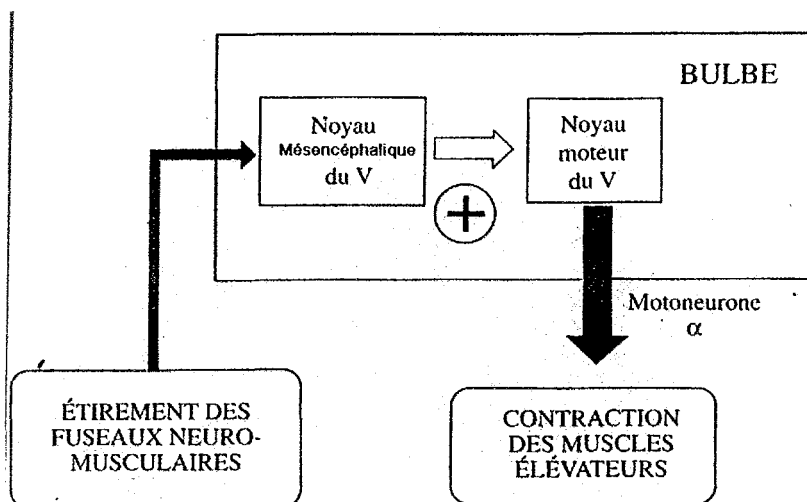 BULBE
Noyau
Mésencéphalique
du V
Noyau
moteur
du V
+
Motoneurone
α
ÉTIREMENT DES
FUSEAUX NEURO-
MUSCULAIRES
CONTRACTION
DES MUSCLES
ÉLÉVATEURS